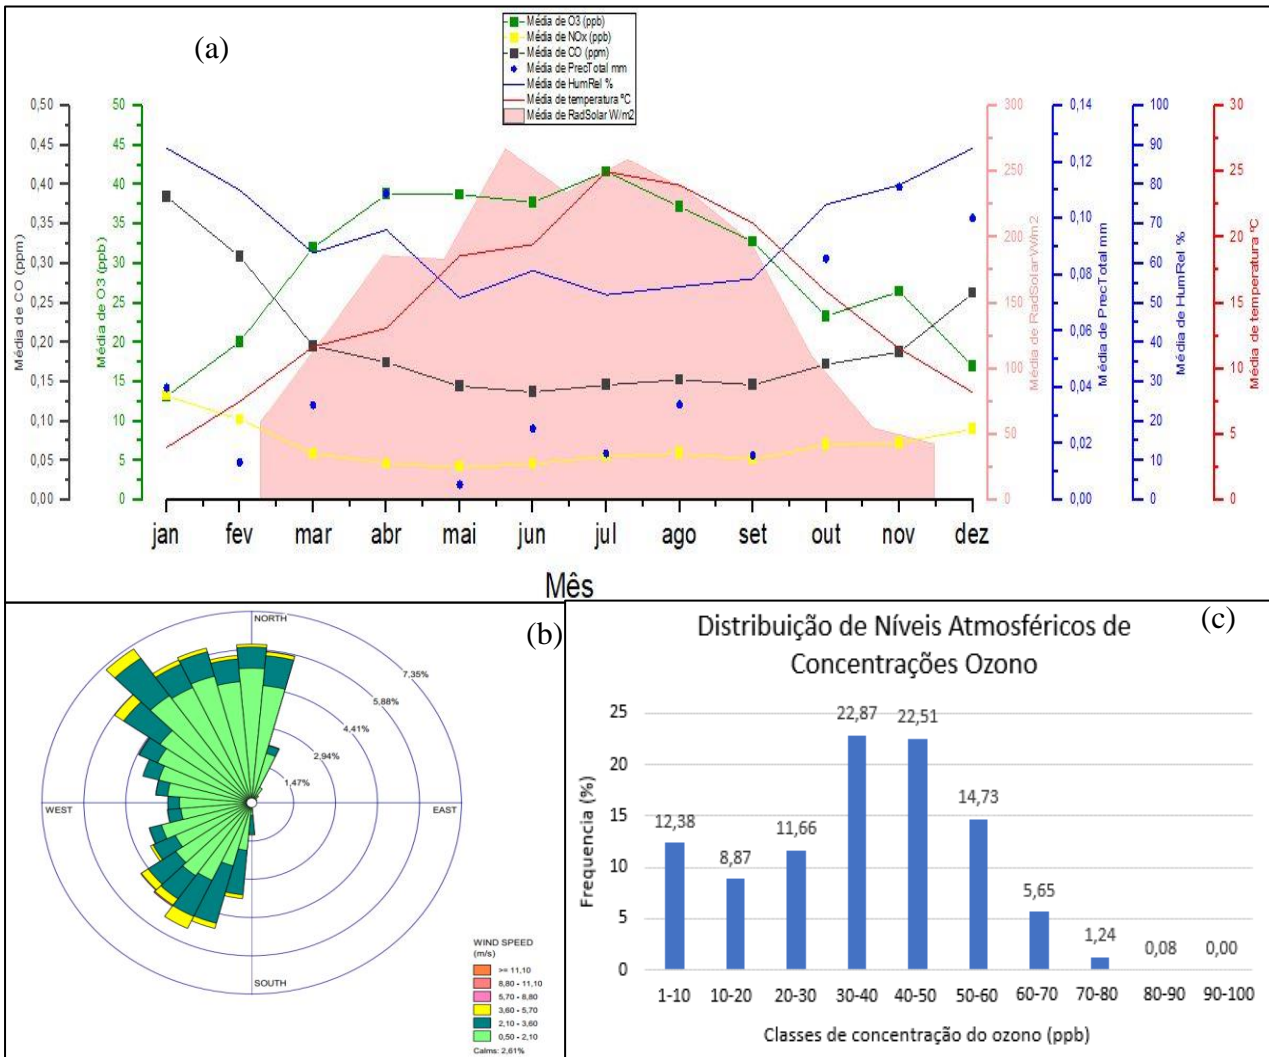 (a)
Média de O3 (ppb)
Média de NOx (ppb)
Média de CO (ppm)
Média de PrecTotal mm
Média de HumRel %
Média de temperatura ºC
Média de RadSolar W/m2
0,50
0,45
0,40
0,35
0,30
0,25
0,20
0,15
0,10
0,05
0,00
Média de CO (ppm)
50
45
40
35
30
25
20
15
10
5
0
Média de O3 (ppb)
300
250
200
150
100
50
0
Média de RadSolar W/m2
0,14
0,12
0,10
0,08
0,06
0,04
0,02
0,00
Média de PrecTotal mm
100
90
80
70
60
50
40
30
20
10
0
Média de HumRel %
30
25
20
15
10
5
0
Média de temperatura ºC
jan fev mar abr mai jun jul ago set out nov dez
Mês
(b)
NORTH
7,35%
5,88%
4,41%
2,94%
1,47%
WEST
EAST
SOUTH
WIND SPEED
(m/s)
>= 11,10
8,80 - 11,10
5,70 - 8,80
3,60 - 5,70
2,10 - 3,60
0,50 - 2,10
Calms: 2,61%
(c)
Distribuição de Níveis Atmosféricos de
Concentrações Ozono
Frequencia (%)
25
20
15
10
5
0
12,38 8,87 11,66 22,87 22,51 14,73 5,65 1,24 0,08 0,00
1-10 10-20 20-30 30-40 40-50 50-60 60-70 70-80 80-90 90-100
Classes de concentração do ozono (ppb)